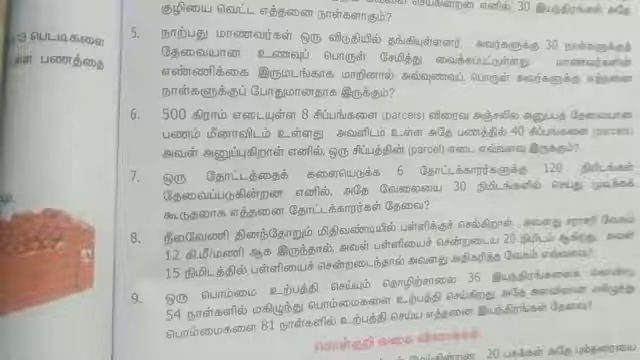 குழியை வெட்ட எத்தனை நாள்களாகும்?
5. நாற்பது மாணவர்கள் ஒரு விடுதியில் தங்கியுள்ளனர். அவர்களுக்கு 30 நாள்களுக்குத்
தேவையான உணவுப் பொருள் சேமித்து வைக்கப்பட்டுள்ளது. மாணவர்களின்
எண்ணிக்கை இருமடங்காக மாறினால் அவ்வுணவுப் பொருள் அவர்களுக்கு எத்தனை
நாள்களுக்குப் போதுமானதாக இருக்கும்?
6. 500 கிராம் எடையுள்ள 8 சிப்பங்களை (parcels) விரைவு அஞ்சலில் அனுப்பத் தேவையான
பணம் மீனாவிடம் உள்ளது. அவளிடம் உள்ள அதே பணத்தில் 40 சிப்பங்களை (parcels)
அவள் அனுப்புகிறாள் எனில், ஒரு சிப்பத்தின் (parcel) எடை எவ்வளவு இருக்கும்?
7. ஒரு தோட்டத்தைக் களையெடுக்க 6 தோட்டக்காரர்களுக்கு 120 நிமிடங்கள்
தேவைப்படுகின்றன எனில், அதே வேலையை 30 நிமிடங்களில் செய்து முடிக்கக்
கூடுதலாக எத்தனை தோட்டக்காரர்கள் தேவை?
8. நீலவேணி தினந்தோறும் மிதிவண்டியில் பள்ளிக்குச் செல்கிறாள். அவளது சராசரி வேகம்
12 கி.மீ/மணி ஆக இருந்தால், அவள் பள்ளியைச் சென்றடைய 20 நிமிடம் ஆகிறது. அவள்
15 நிமிடத்தில் பள்ளியைச் சென்றடைந்தால் அவளது அதிகரித்த வேகம் எவ்வளவு?
9. ஒரு பொம்மை உற்பத்தி செய்யும் தொழிற்சாலை 36 இயந்திரங்களைக் கொண்டு
54 நாள்களில் மகிழுந்து பொம்மைகளை உற்பத்தி செய்கிறது. அதே அளவிலான மகிழுந்து
பொம்மைகளை 81 நாள்களில் உற்பத்தி செய்ய எத்தனை இயந்திரங்கள் தேவை?
கொள்குறி வகை வினாக்கள்
பெட்டிகளை
பணத்தை